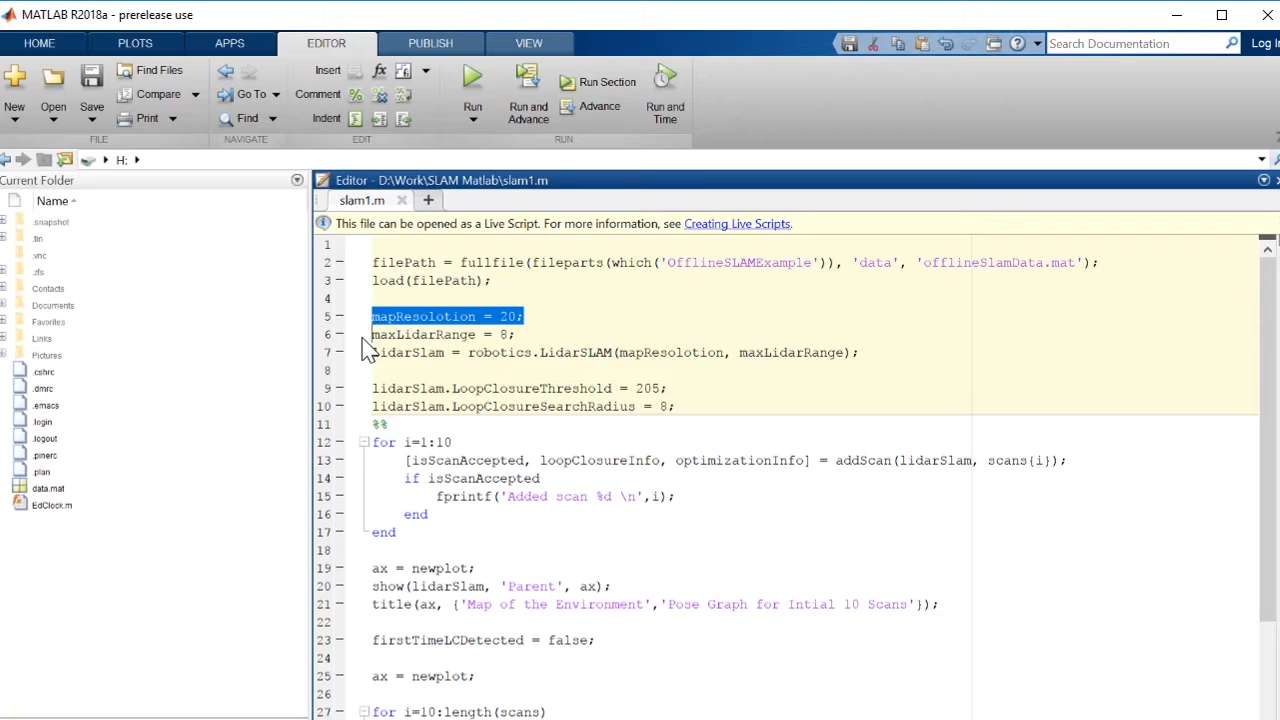 MATLAB R2018a - prerelease use
HOME PLOTS APPS EDITOR PUBLISH VIEW Search Documentation Log In
New Open Save Find Files Compare Print Go To Find Insert Comment Indent Run Run and Advance Run Section Advance Run and Time
FILE NAVIGATE EDIT RUN
H:
Current Folder
Name
.snapshot
.tin
.vnc
.zfs
Contacts
Documents
Favorites
Links
Pictures
.cshrc
.dmrc
.emacs
.login
.logout
.pinerc
.plan
data.mat
EdClock.m
Editor - D:\Work\SLAM Matlab\slam1.m
slam1.m
This file can be opened as a Live Script. For more information, see Creating Live Scripts.
1
2 filePath = fullfile(fileparts(which('OfflineSLAMExample')), 'data', 'offlineSlamData.mat');
3 load(filePath);
4
5 mapResolotion = 20;
6 maxLidarRange = 8;
7 lidarSlam = robotics.LidarSLAM(mapResolotion, maxLidarRange);
8
9 lidarSlam.LoopClosureThreshold = 205;
10 lidarSlam.LoopClosureSearchRadius = 8;
11 %%
12 for i=1:10
13 [isScanAccepted, loopClosureInfo, optimizationInfo] = addScan(lidarSlam, scans{i});
14 if isScanAccepted
15 fprintf('Added scan %d \n',i);
16 end
17 end
18
19 ax = newplot;
20 show(lidarSlam, 'Parent', ax);
21 title(ax, {'Map of the Environment','Pose Graph for Intial 10 Scans'});
22
23 firstTimeLCDetected = false;
24
25 ax = newplot;
26
27 for i=10:length(scans)